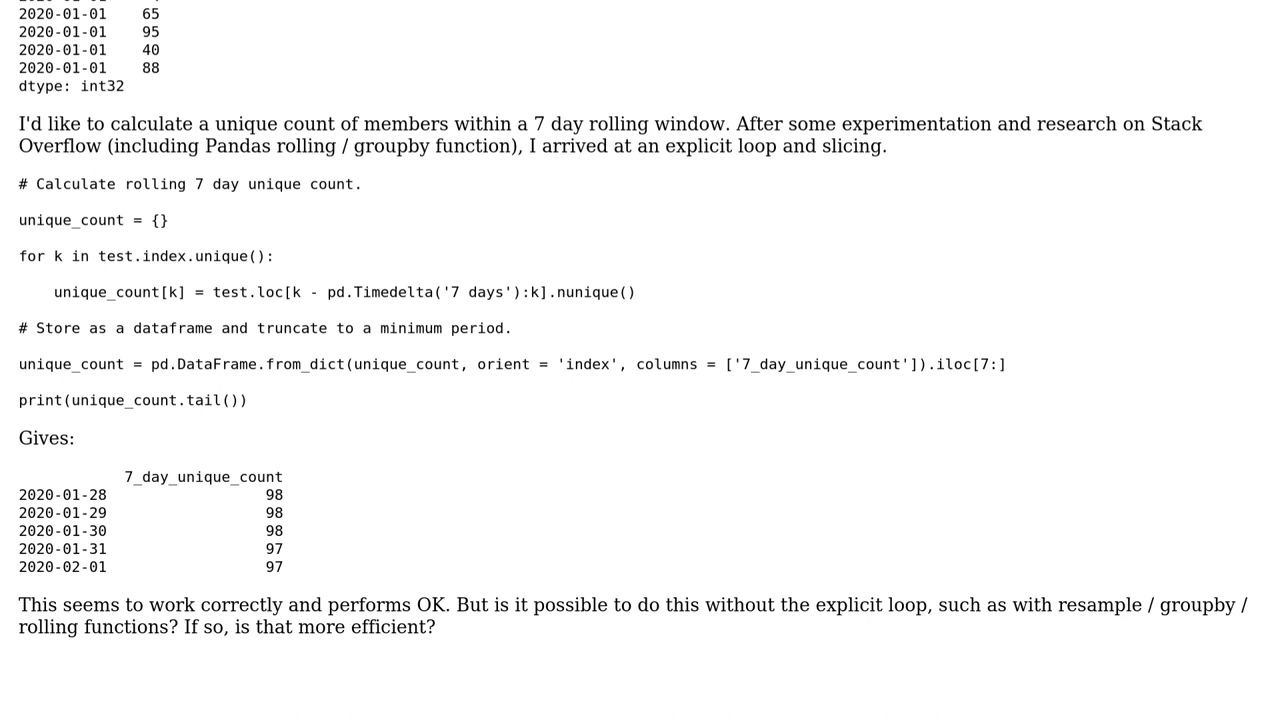 2020-01-01    65
2020-01-01    95
2020-01-01    40
2020-01-01    88
dtype: int32
I'd like to calculate a unique count of members within a 7 day rolling window. After some experimentation and research on Stack
Overflow (including Pandas rolling / groupby function), I arrived at an explicit loop and slicing.
# Calculate rolling 7 day unique count.
unique_count = {}
for k in test.index.unique():
    unique_count[k] = test.loc[k - pd.Timedelta('7 days'):k].nunique()
# Store as a dataframe and truncate to a minimum period.
unique_count = pd.DataFrame.from_dict(unique_count, orient = 'index', columns = ['7_day_unique_count']).iloc[7:]
print(unique_count.tail())
Gives:
            7_day_unique_count
2020-01-28                  98
2020-01-29                  98
2020-01-30                  98
2020-01-31                  97
2020-02-01                  97
This seems to work correctly and performs OK. But is it possible to do this without the explicit loop, such as with resample / groupby /
rolling functions? If so, is that more efficient?